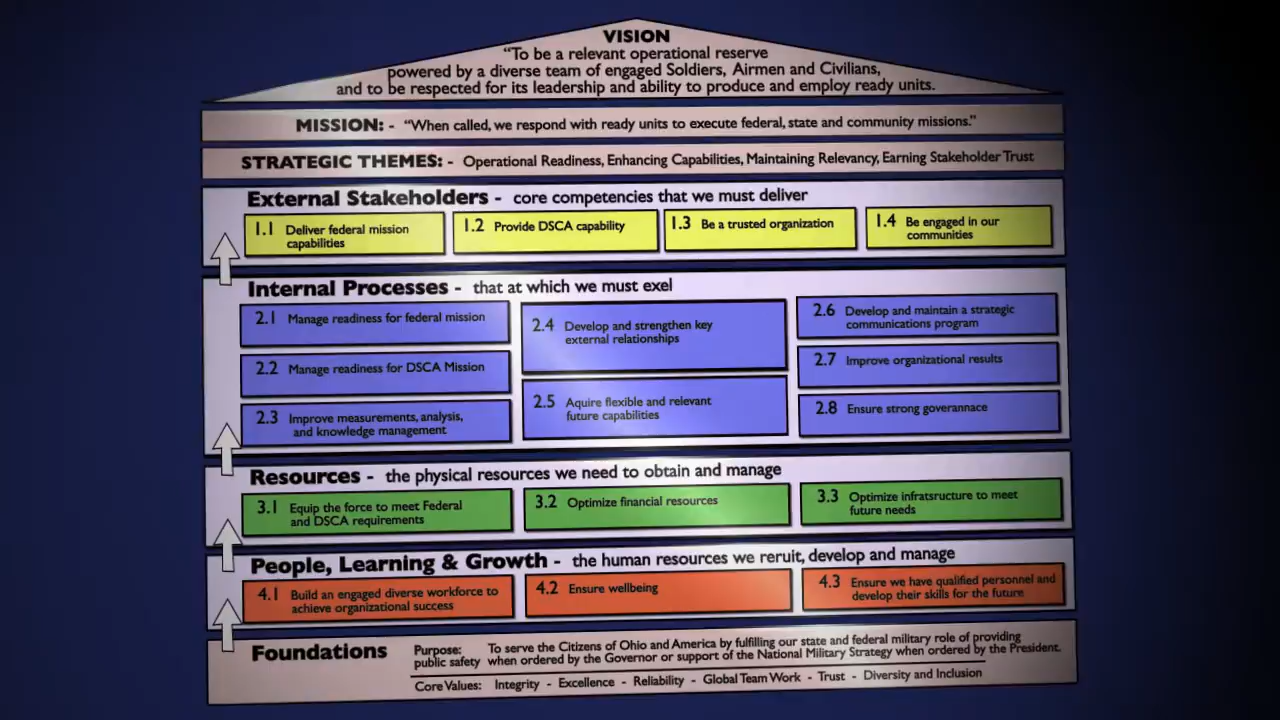 VISION
“To be a relevant operational reserve
powered by a diverse team of engaged Soldiers, Airmen and Civilians,
and to be respected for its leadership and ability to produce and employ ready units.
MISSION: - “When called, we respond with ready units to execute federal, state and community missions.”
STRATEGIC THEMES: - Operational Readiness, Enhancing Capabilities, Maintaining Relevancy, Earning Stakeholder Trust
External Stakeholders - core competencies that we must deliver
1.1 Deliver federal mission
capabilities
1.2 Provide DSCA capability
1.3 Be a trusted organization
1.4 Be engaged in our
communities
Internal Processes - that at which we must exel
2.1 Manage readiness for federal mission
2.2 Manage readiness for DSCA Mission
2.3 Improve measurements, analysis,
and knowledge management
2.4 Develop and strengthen key
external relationships
2.5 Aquire flexible and relevant
future capabilities
2.6 Develop and maintain a strategic
communications program
2.7 Improve organizational results
2.8 Ensure strong goverannace
Resources - the physical resources we need to obtain and manage
3.1 Equip the force to meet Federal
and DSCA requirements
3.2 Optimize financial resources
3.3 Optimize infratsructure to meet
future needs
People, Learning & Growth - the human resources we reruit, develop and manage
4.1 Build an engaged diverse workforce to
achieve organizational success
4.2 Ensure wellbeing
4.3 Ensure we have qualified personnel and
develop their skills for the future
Foundations
Purpose: To serve the Citizens of Ohio and America by fulfilling our state and federal military role of providing
public safety when ordered by the Governor or support of the National Military Strategy when ordered by the President.
Core Values: Integrity - Excellence - Reliability - Global Team Work - Trust - Diversity and Inclusion